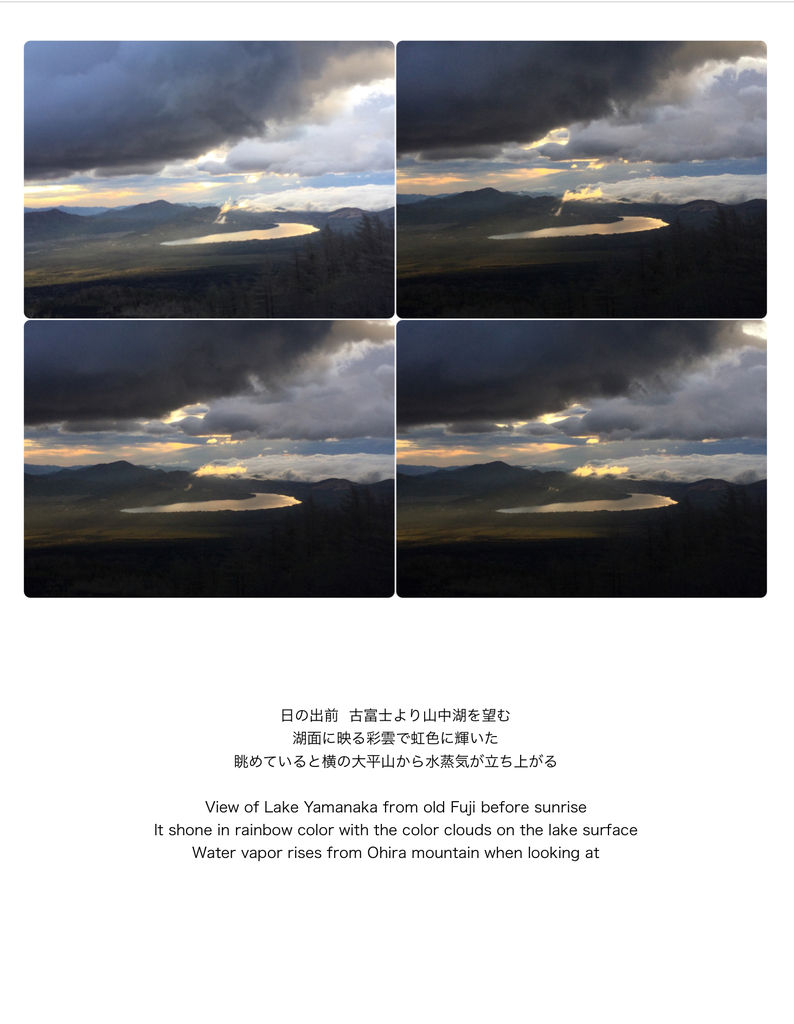 日の出前  古富士より山中湖を望む
湖面に映る彩雲で虹色に輝いた
眺めていると横の大平山から水蒸気が立ち上がる
View of Lake Yamanaka from old Fuji before sunrise
It shone in rainbow color with the color clouds on the lake surface
Water vapor rises from Ohira mountain when looking at